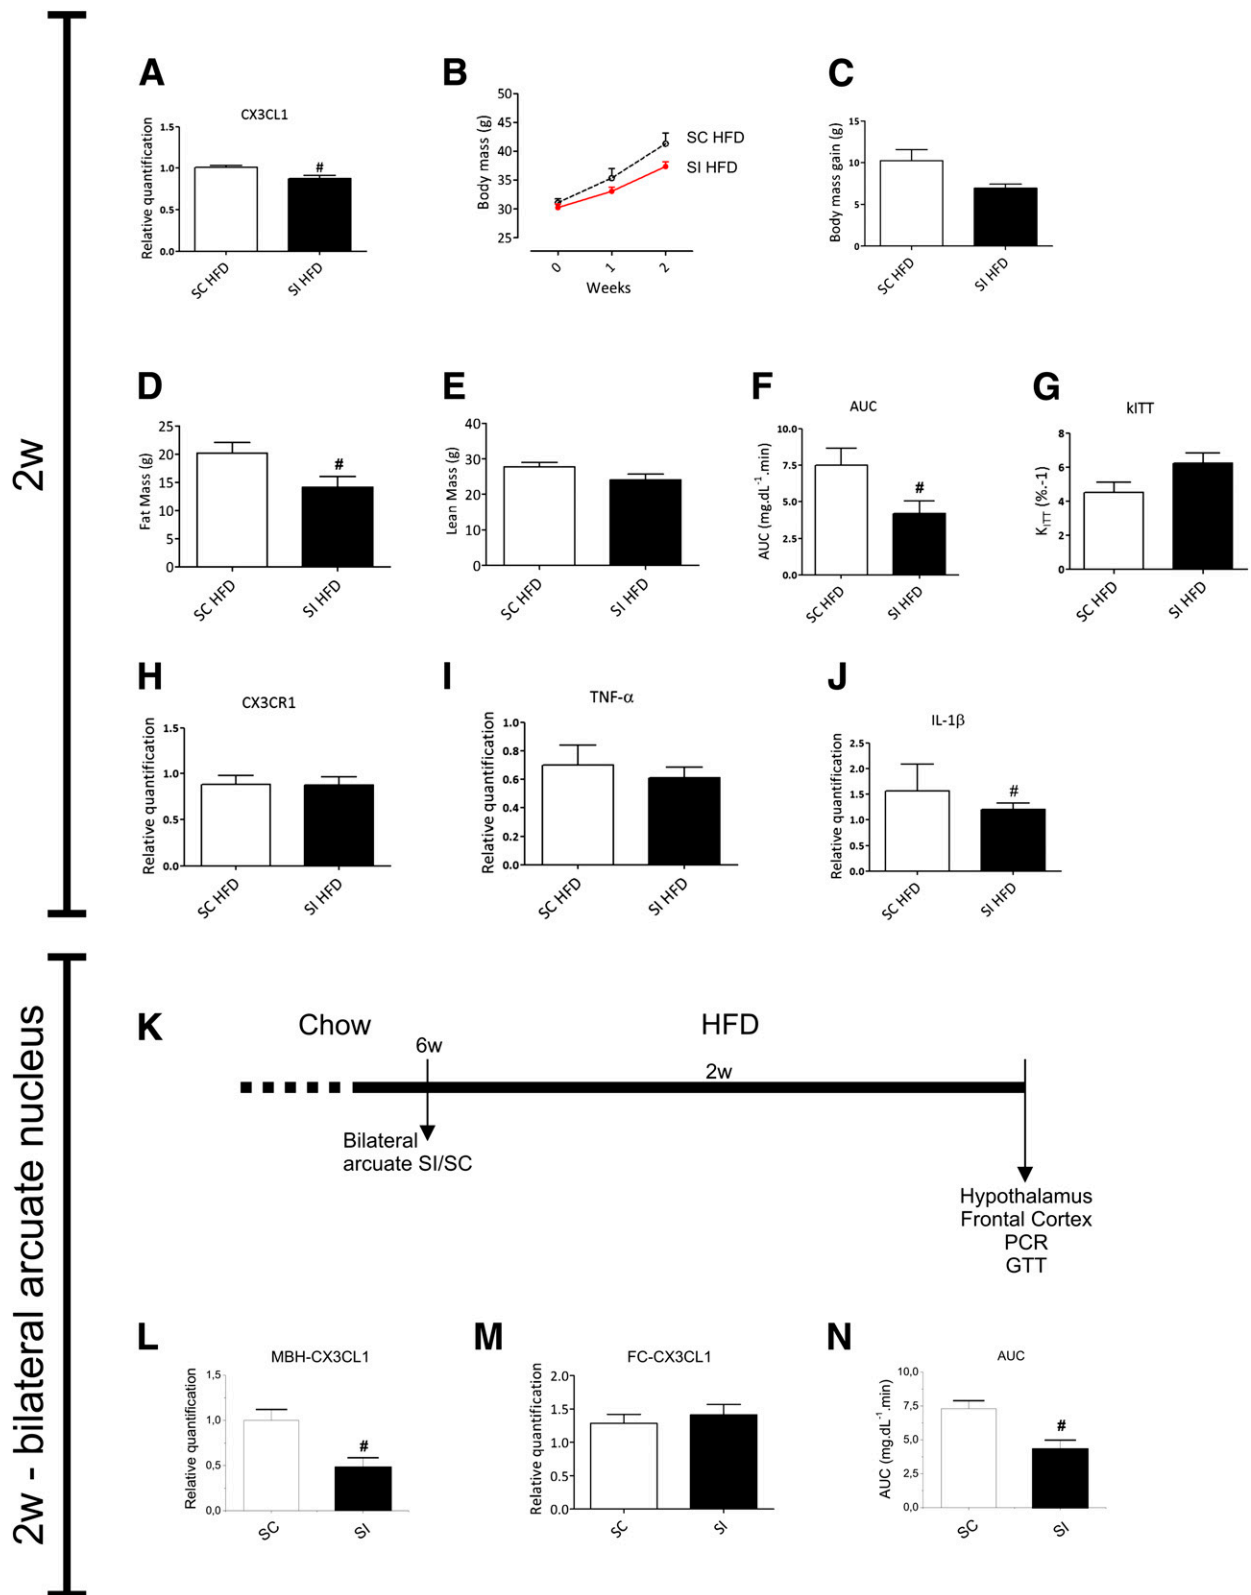 2w
A
CX3CL1
Relative quantification
1.5
1.0
0.5
0.0
#
SC HFD
SI HFD
B
Body mass (g)
50
45
40
35
30
25
SC HFD
SI HFD
0
1
2
Weeks
C
Body mass gain (g)
15
10
5
0
SC HFD
SI HFD
D
Fat Mass (g)
25
20
15
10
5
0
#
SC HFD
SI HFD
E
Lean Mass (g)
40
30
20
10
0
SC HFD
SI HFD
F
AUC
AUC (mg.dL⁻¹.min)
10.0
7.5
5.0
2.5
0.0
#
SC HFD
SI HFD
G
kITT
K_ITT (%.-1)
8
6
4
2
0
SC HFD
SI HFD
H
CX3CR1
Relative quantification
1.5
1.0
0.5
0.0
SC HFD
SI HFD
I
TNF-α
Relative quantification
1.0
0.8
0.6
0.4
0.2
0.0
SC HFD
SI HFD
J
IL-1β
Relative quantification
2.5
2.0
1.5
1.0
0.5
0.0
#
SC HFD
SI HFD
2w - bilateral arcuate nucleus
K
Chow
HFD
6w
2w
Bilateral
arcuate SI/SC
Hypothalamus
Frontal Cortex
PCR
GTT
L
MBH-CX3CL1
Relative quantification
1,5
1,0
0,5
0,0
#
SC
SI
M
FC-CX3CL1
Relative quantification
2.0
1.5
1.0
0.5
0.0
SC
SI
N
AUC
AUC (mg.dL⁻¹.min)
10,0
7,5
5,0
2,5
0,0
#
SC
SI